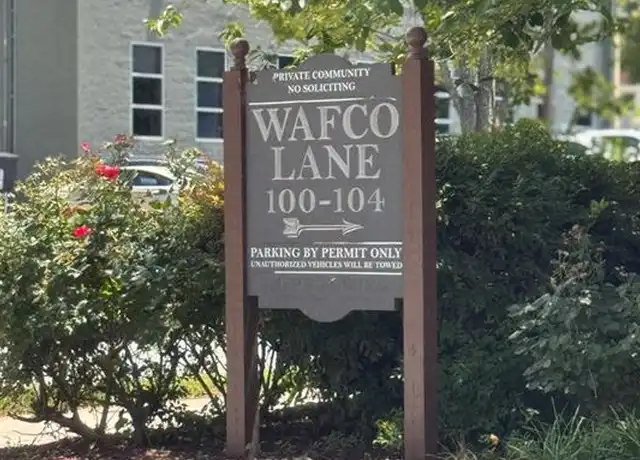 PRIVATE COMMUNITY
NO SOLICITING
WAFCO
LANE
100-104
PARKING BY PERMIT ONLY
UNAUTHORIZED VEHICLES WILL BE TOWED